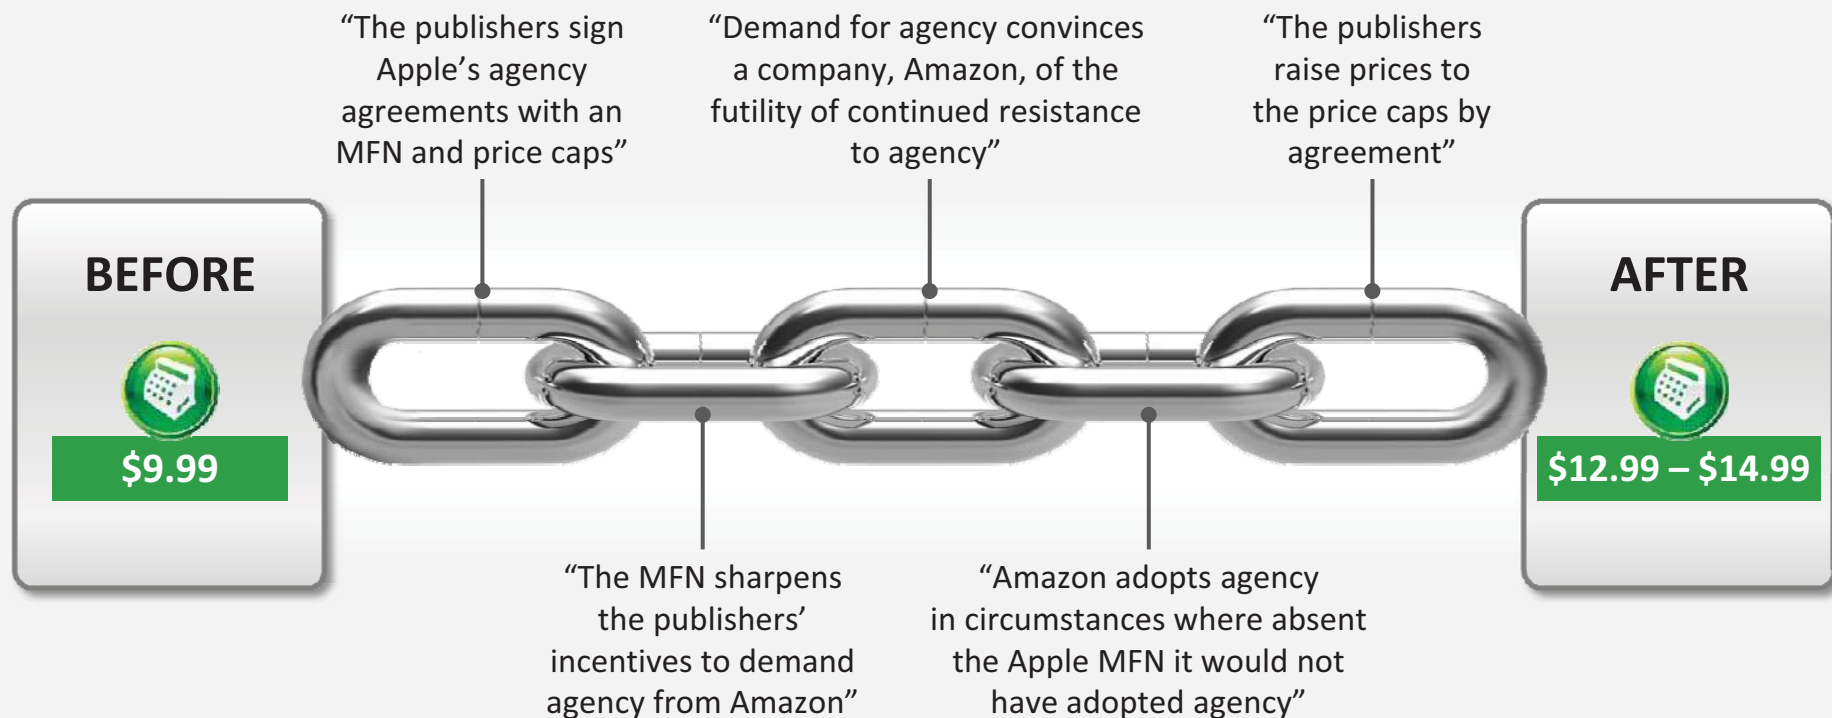 “The publishers sign
Apple’s agency
agreements with an
MFN and price caps”
“Demand for agency convinces
a company, Amazon, of the
futility of continued resistance
to agency”
“The publishers
raise prices to
the price caps by
agreement”
BEFORE
$9.99
AFTER
$12.99 – $14.99
“The MFN sharpens
the publishers’
incentives to demand
agency from Amazon”
“Amazon adopts agency
in circumstances where absent
the Apple MFN it would not
have adopted agency”